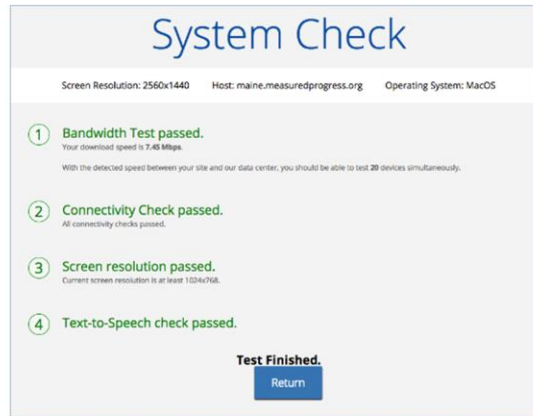 System Check
Screen Resolution: 2560x1440 Host: maine.measuredprogress.org Operating System: MacOS
1 Bandwidth Test passed.
Your download speed is 7.45 Mbps.
With the detected speed between your site and our data center, you should be able to test 20 devices simultaneously.
2 Connectivity Check passed.
All connectivity checks passed.
3 Screen resolution passed.
Current screen resolution is at least 1024x768.
4 Text-to-Speech check passed.
Test Finished.
Return